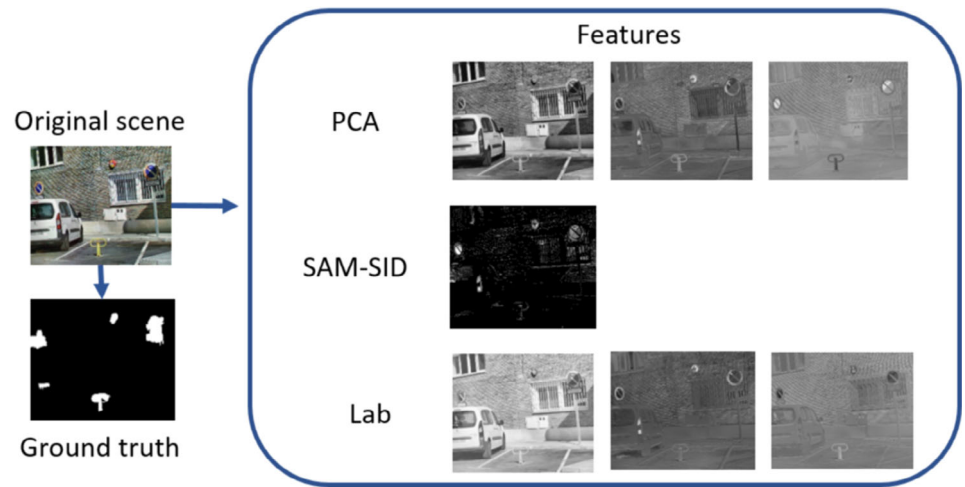 Features
Original scene
PCA
SAM-SID
Lab
Ground truth